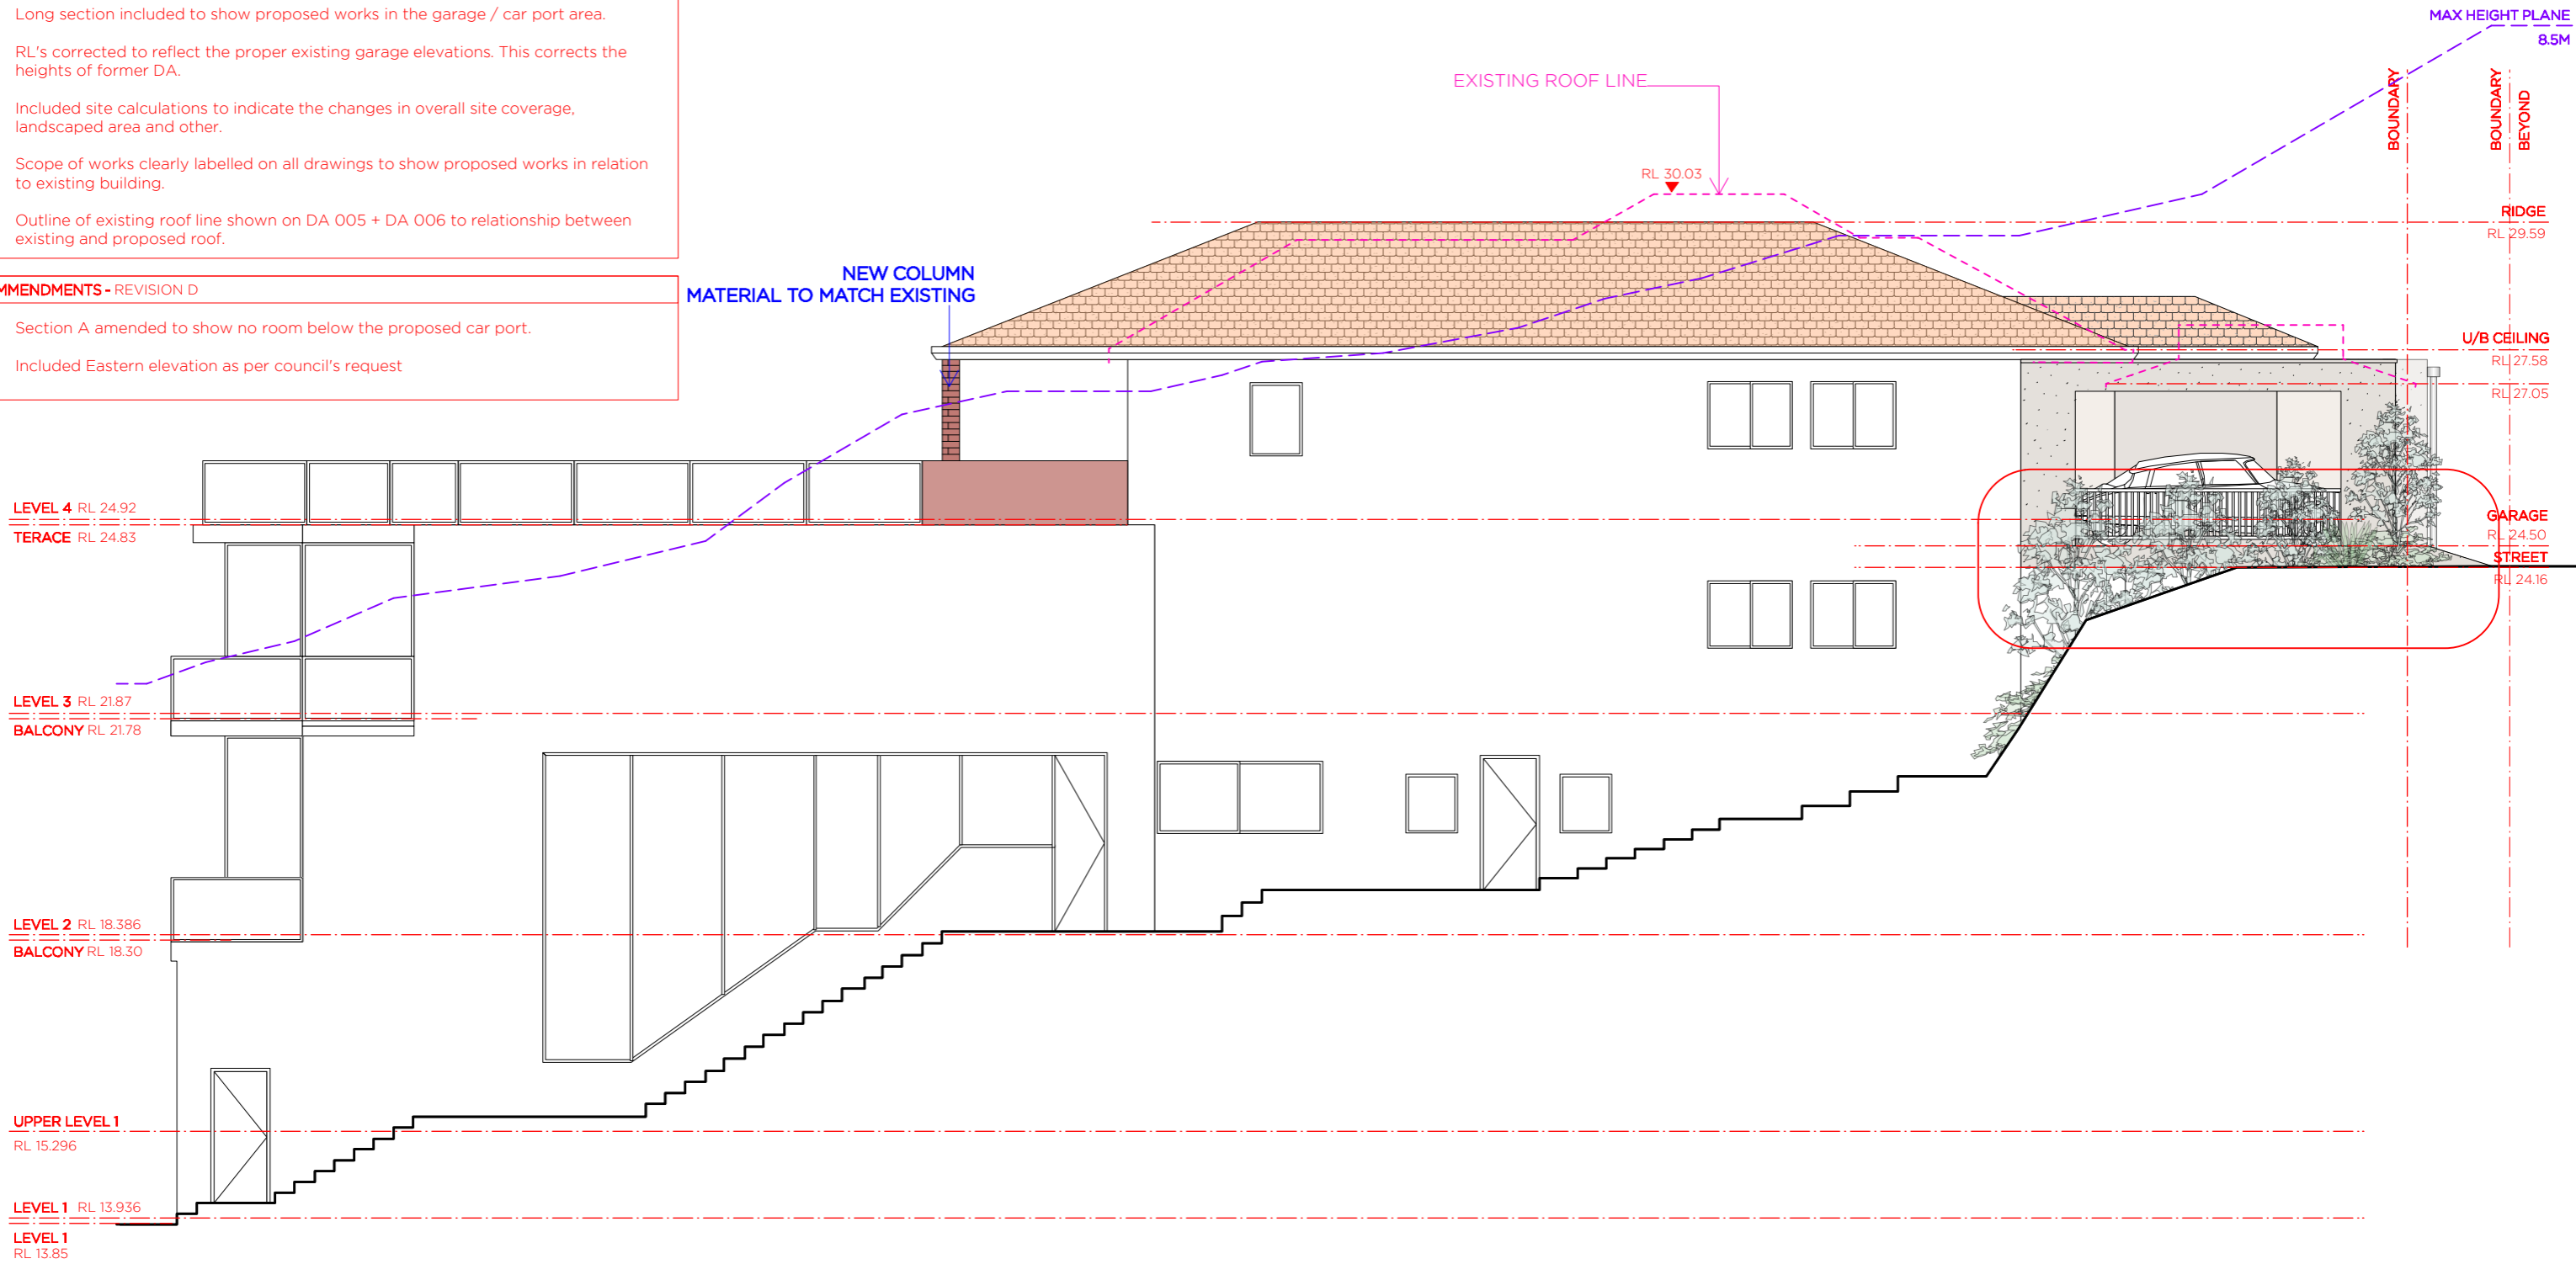 Long section included to show proposed works in the garage / car port area.
RL's corrected to reflect the proper existing garage elevations. This corrects the
heights of former DA.
Included site calculations to indicate the changes in overall site coverage,
landscaped area and other.
Scope of works clearly labelled on all drawings to show proposed works in relation
to existing building.
Outline of existing roof line shown on DA 005 + DA 006 to relationship between
existing and proposed roof.
MMENDMENTS - REVISION D
Section A amended to show no room below the proposed car port.
Included Eastern elevation as per council's request
NEW COLUMN
MATERIAL TO MATCH EXISTING
EXISTING ROOF LINE
RL 30.03
MAX HEIGHT PLANE
8.5M
BOUNDARY
BOUNDARY
BEYOND
RIDGE
RL 29.59
U/B CEILING
RL 27.58
RL 27.05
GARAGE
RL 24.50
STREET
RL 24.16
LEVEL 4 RL 24.92
TERACE RL 24.83
LEVEL 3 RL 21.87
BALCONY RL 21.78
LEVEL 2 RL 18.386
BALCONY RL 18.30
UPPER LEVEL 1
RL 15.296
LEVEL 1 RL 13.936
LEVEL 1
RL 13.85